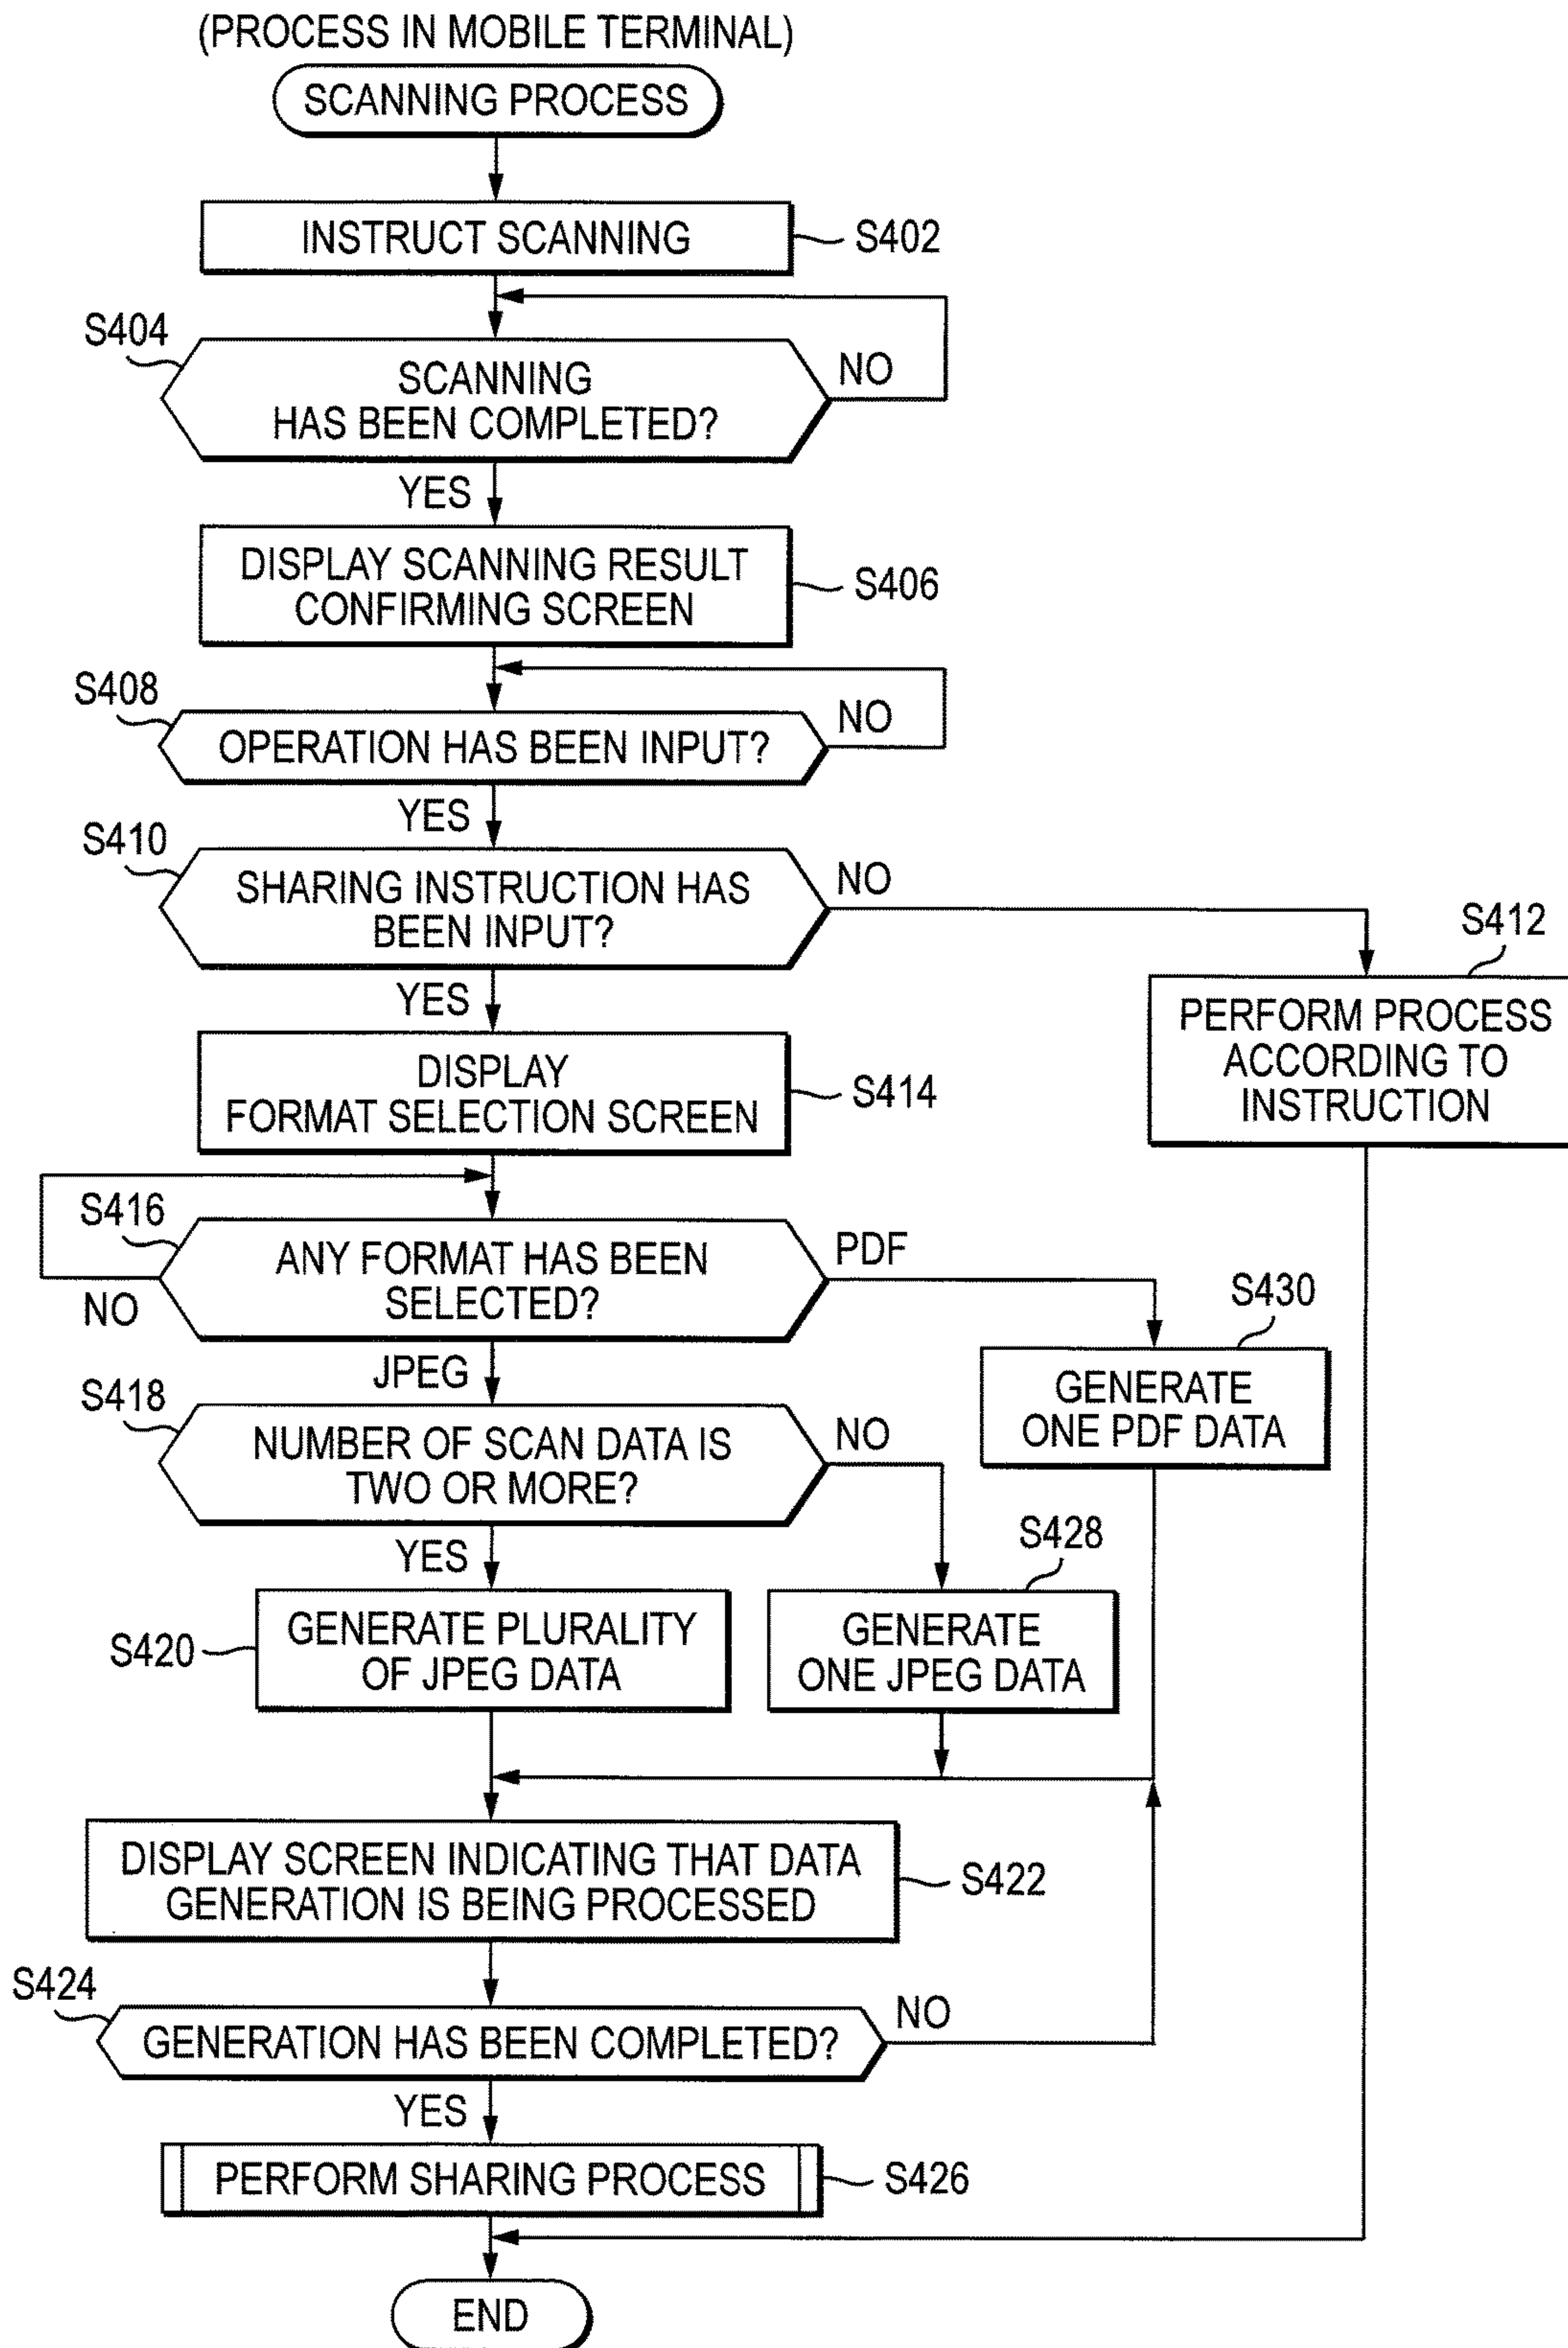 (PROCESS IN MOBILE TERMINAL)
SCANNING PROCESS
INSTRUCT SCANNING
S402
S404
SCANNING
HAS BEEN COMPLETED?
NO
YES
DISPLAY SCANNING RESULT
CONFIRMING SCREEN
S406
S408
OPERATION HAS BEEN INPUT?
NO
YES
S410
SHARING INSTRUCTION HAS
BEEN INPUT?
NO
S412
PERFORM PROCESS
ACCORDING TO
INSTRUCTION
YES
DISPLAY
FORMAT SELECTION SCREEN
S414
S416
ANY FORMAT HAS BEEN
SELECTED?
NO
PDF
S430
GENERATE
ONE PDF DATA
JPEG
S418
NUMBER OF SCAN DATA IS
TWO OR MORE?
NO
S428
GENERATE
ONE JPEG DATA
YES
S420
GENERATE PLURALITY
OF JPEG DATA
DISPLAY SCREEN INDICATING THAT DATA
GENERATION IS BEING PROCESSED
S422
S424
GENERATION HAS BEEN COMPLETED?
NO
YES
PERFORM SHARING PROCESS
S426
END